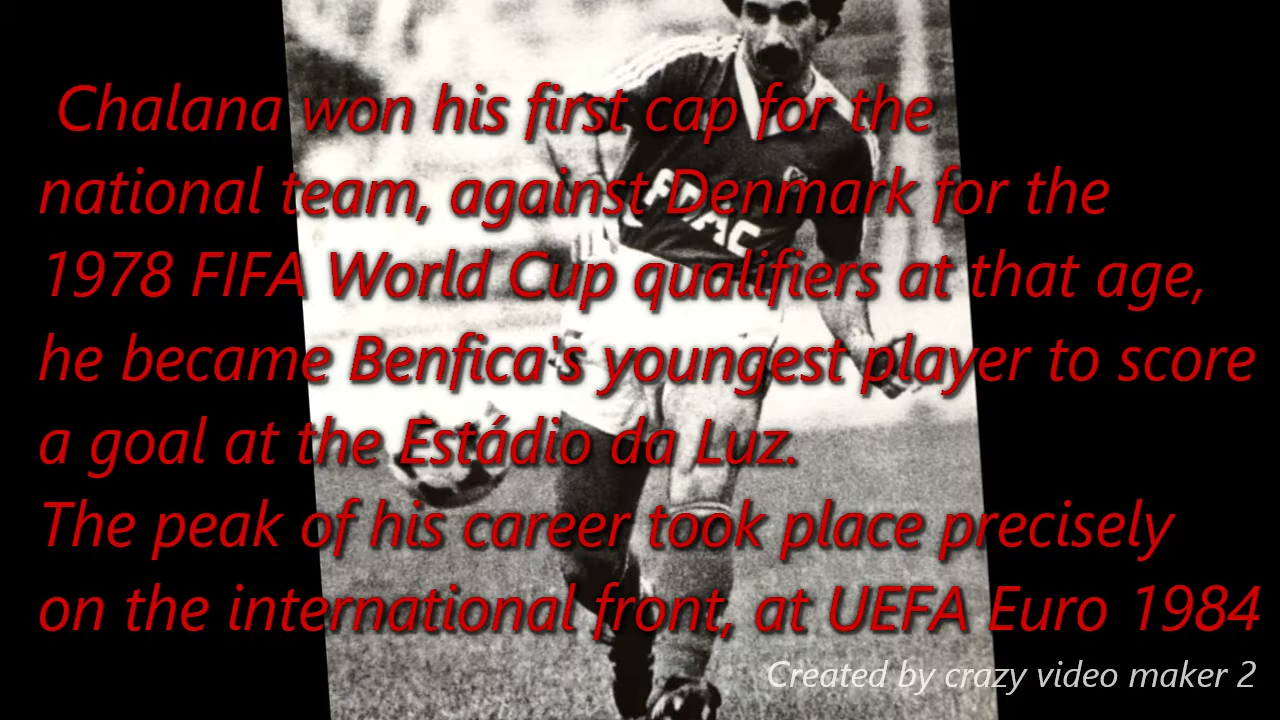 Chalana won his first cap for the
national team, against Denmark for the
1978 FIFA World Cup qualifiers at that age,
he became Benfica's youngest player to score
a goal at the Estádio da Luz.
The peak of his career took place precisely
on the international front, at UEFA Euro 1984
Created by crazy video maker 2